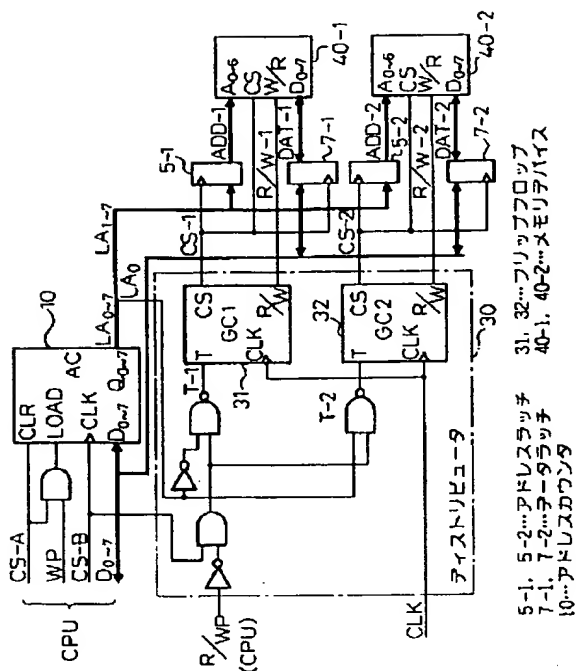 CPU
CS-A
WP
CS-B
D0~7
CLR
LOAD
CLK
D0~7
AC
Q0~7
10
LA0~7
LA0
LA1~7
R/WP
(CPU)
CLK
T-1
T-2
T
CS
GC1
CLK
R/W
31
T
CS
GC2
CLK
R/W
32
30
ディストリビュータ
CS-1
CS-2
5-1
ADD-1
R/W-1
DAT-1
7-1
A0~6
CS
W/R
D0~7
40-1
ADD-2
5-2
R/W-2
DAT-2
7-2
A0~6
CS
W/R
D0~7
40-2
5-1, 5-2…アドレスラッチ
7-1, 7-2…データラッチ
10…アドレスカウンタ
31, 32…フリップフロップ
40-1, 40-2…メモリデバイス